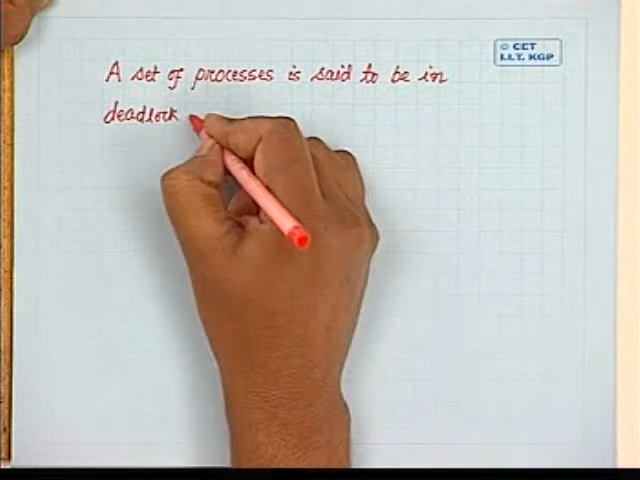 © CET
I.I.T. KGP
A set of processes is said to be in
deadlock